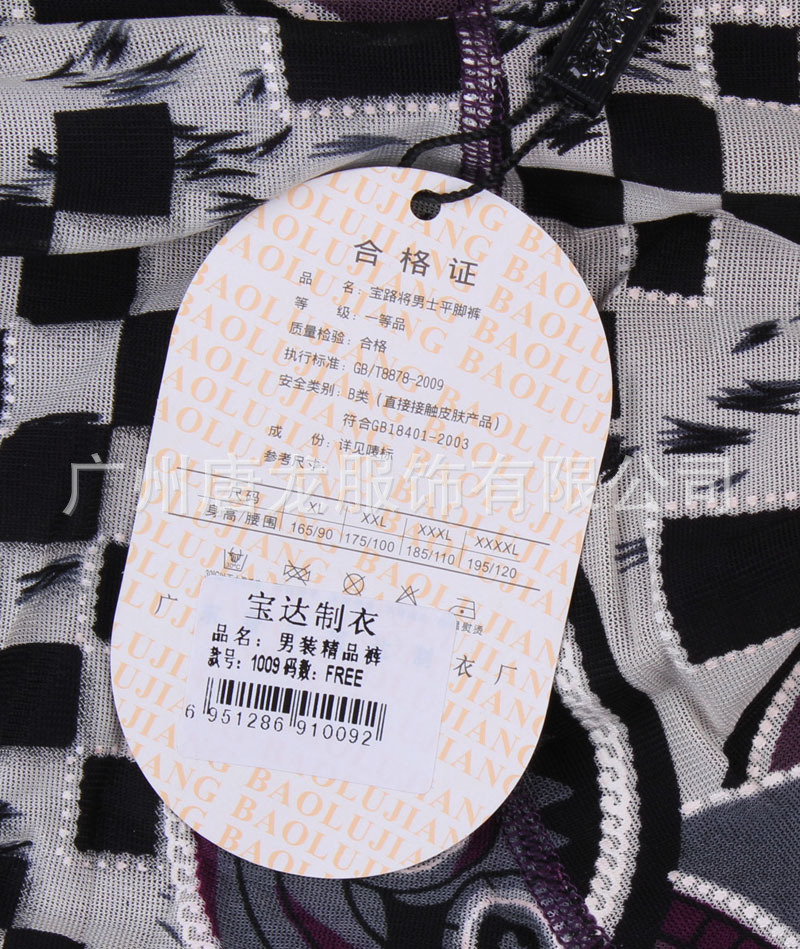 合格证
品 名：宝路将男士平脚裤
等 级：一等品
质量检验：合格
执行标准：GB/T8878-2009
安全类别：B类（直接接触皮肤产品）
符合GB18401-2003
成 份：详见唛标
参考尺寸：
广州唐龙服饰有限公司
尺码 XL XXL XXXL XXXXL
身高/腰围 165/90 175/100 185/110 195/120
熨烫
广
衣 厂
宝达制衣
品名：男装精品裤
款号：1009 码数：FREE
6 951286 910092
BAOLUJIANG